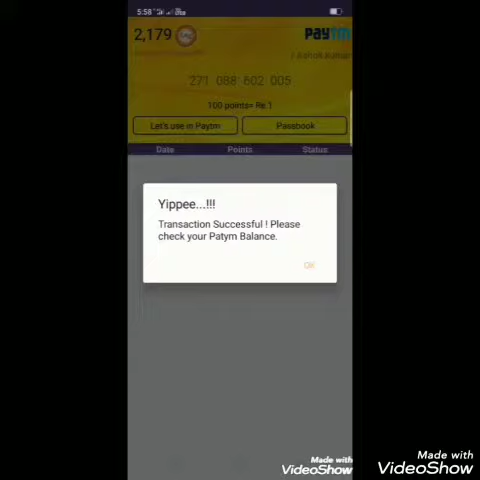 5:58
2,179
PAYTM
271 088 602 005
100 points= Re.1
Let's use in Paytm Passbook
Date Points Status
Yippee...!!!
Transaction Successful ! Please
check your Patym Balance.
OK
Made with
VideoShow
Made with
VideoShow